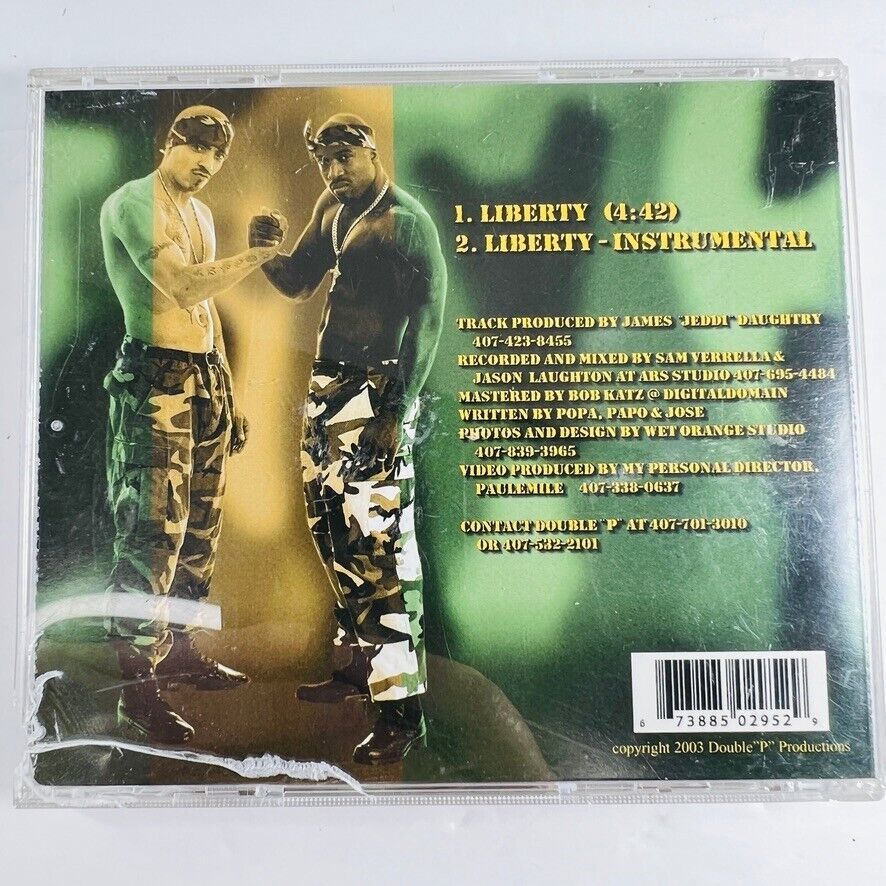 1. LIBERTY (4:42)
2. LIBERTY - INSTRUMENTAL
TRACK PRODUCED BY JAMES "JEDDI" DAUGHTRY
407-423-8455
RECORDED AND MIXED BY SAM VERRELLA &
JASON LAUGHTON AT ARS STUDIO 407-695-4484
MASTERED BY BOB KATZ @ DIGITALDOMAIN
WRITTEN BY POPA, PAPO & JOSE
PHOTOS AND DESIGN BY WET ORANGE STUDIO
407-839-3965
VIDEO PRODUCED BY MY PERSONAL DIRECTOR,
PAULEMILE 407-338-0637
CONTACT DOUBLE "P" AT 407-701-3010
OR 407-532-2101
6 73885 02952 9
copyright 2003 Double"P" Productions